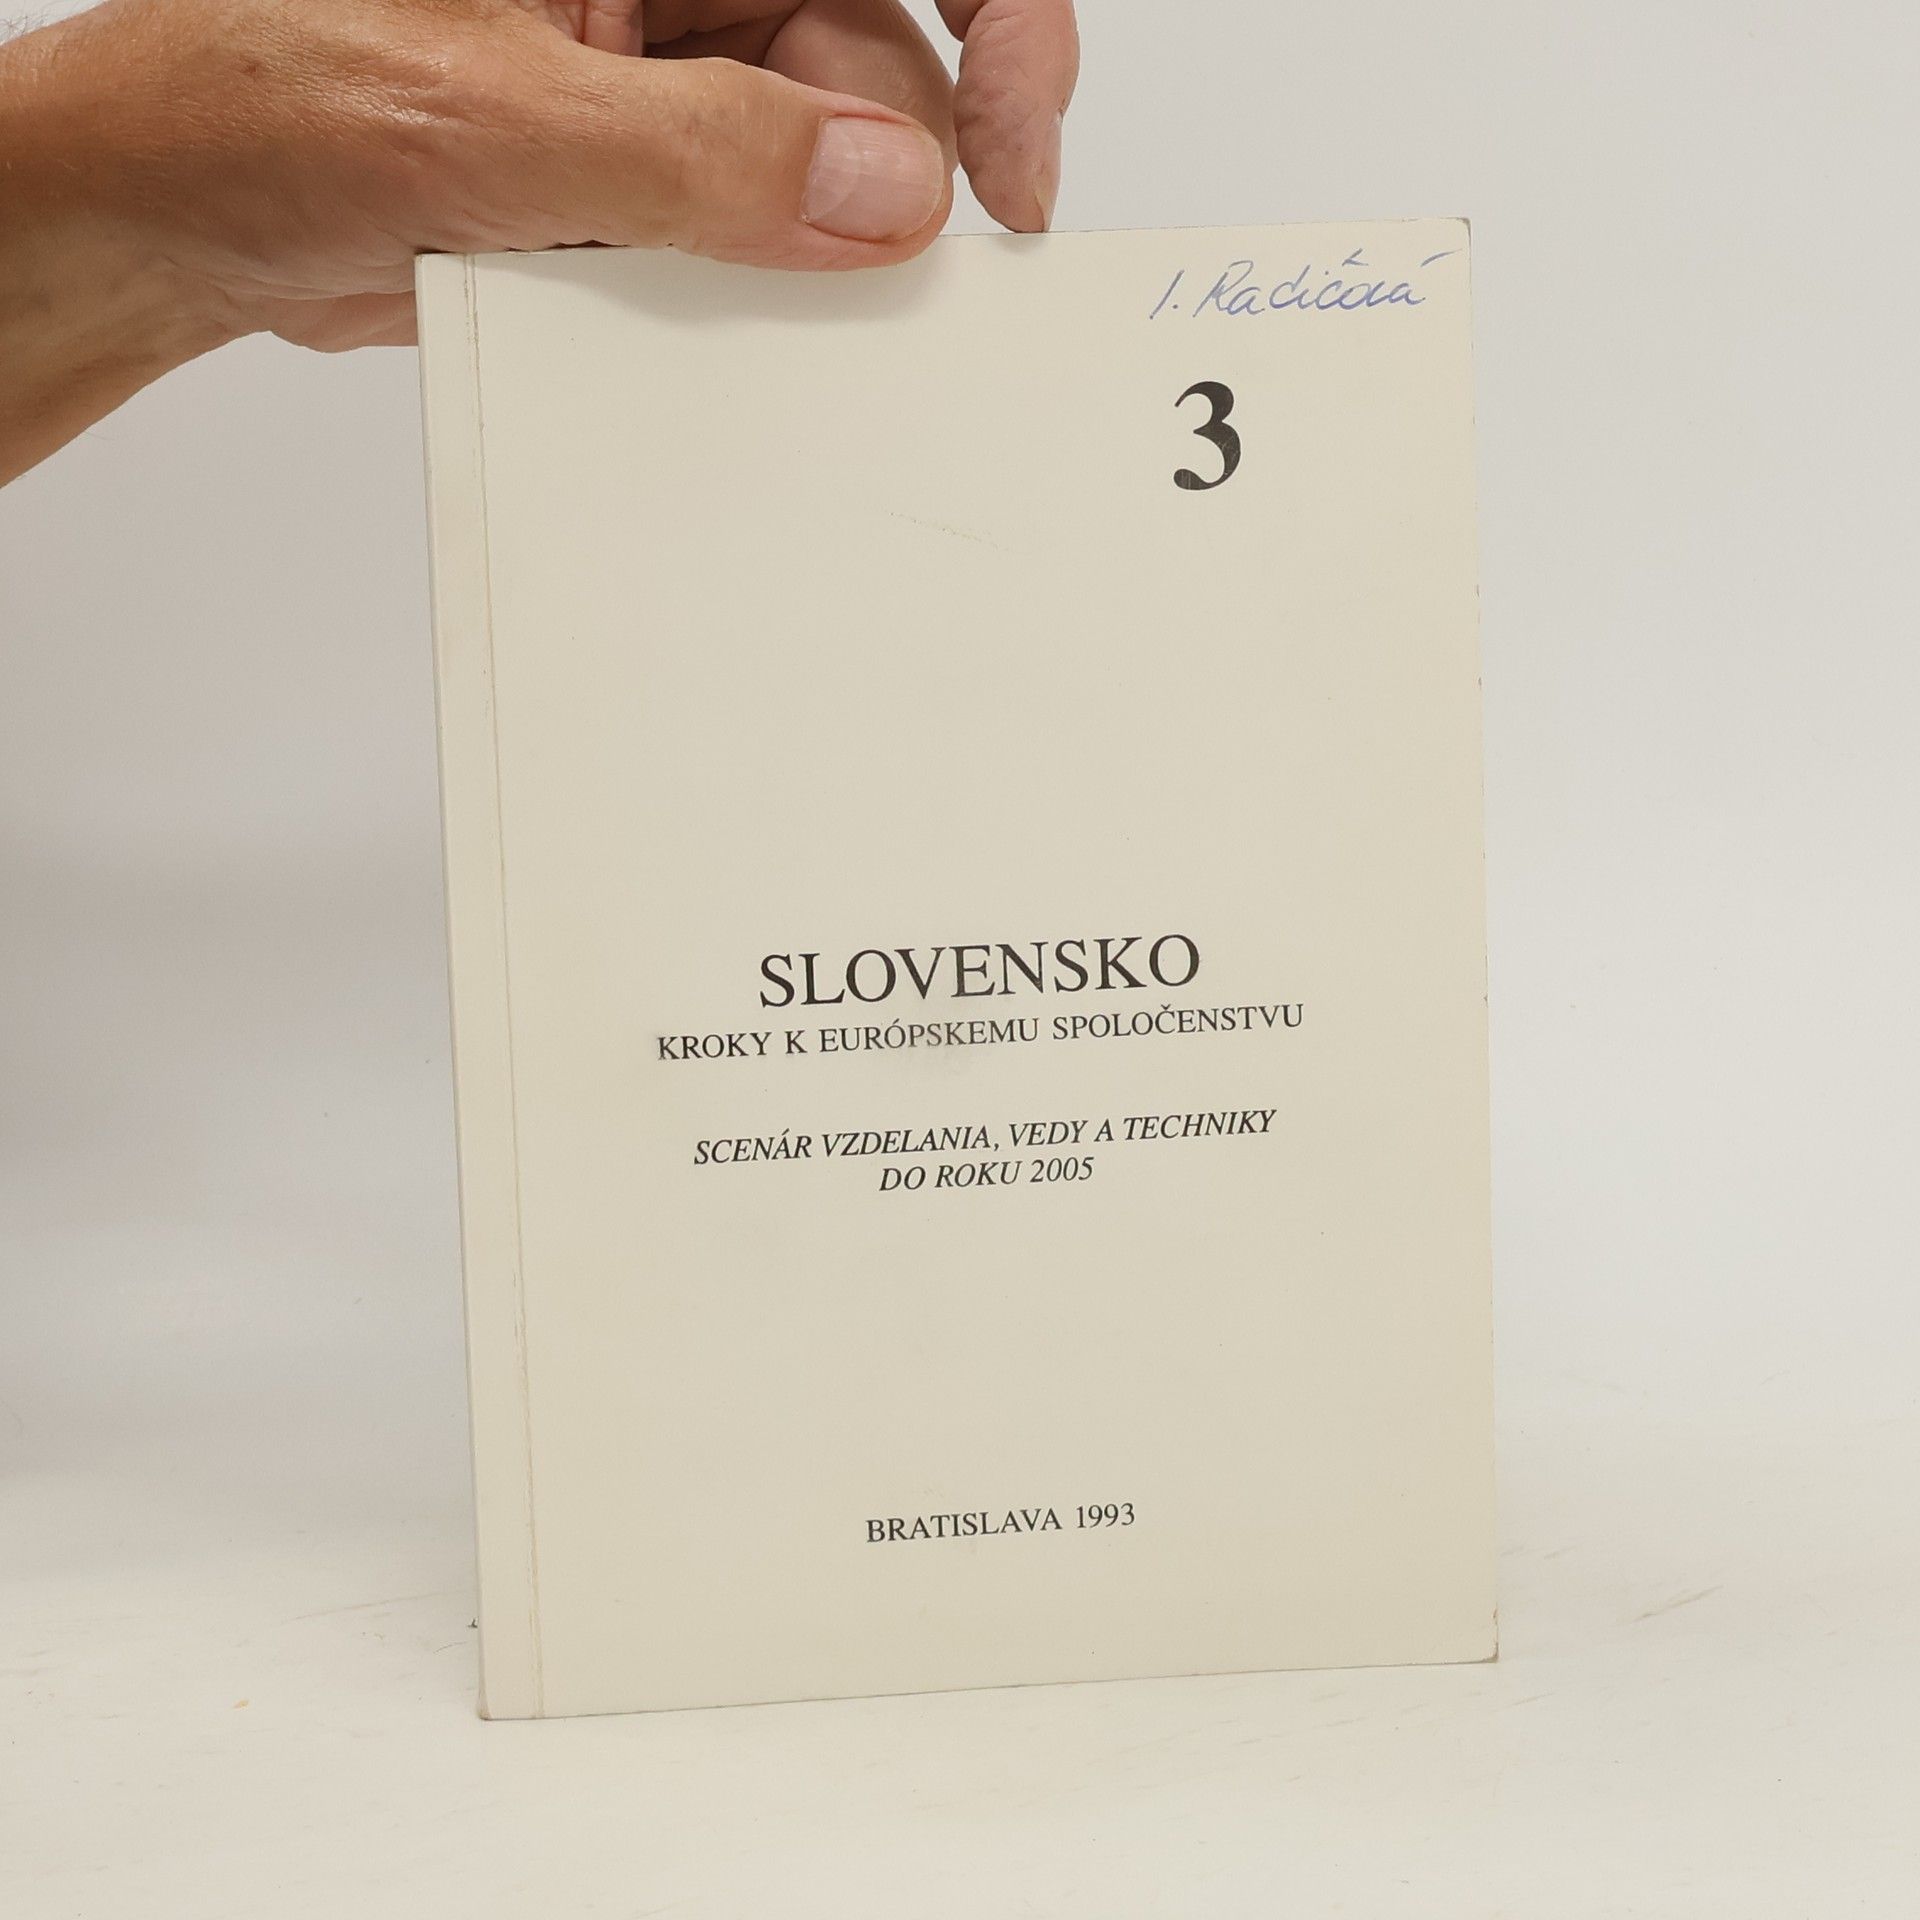 I. Radičová
3
SLOVENSKO
KROKY K EURÓPSKEMU SPOLOČENSTVU
SCENÁR VZDELANIA, VEDY A TECHNIKY
DO ROKU 2005
BRATISLAVA 1993